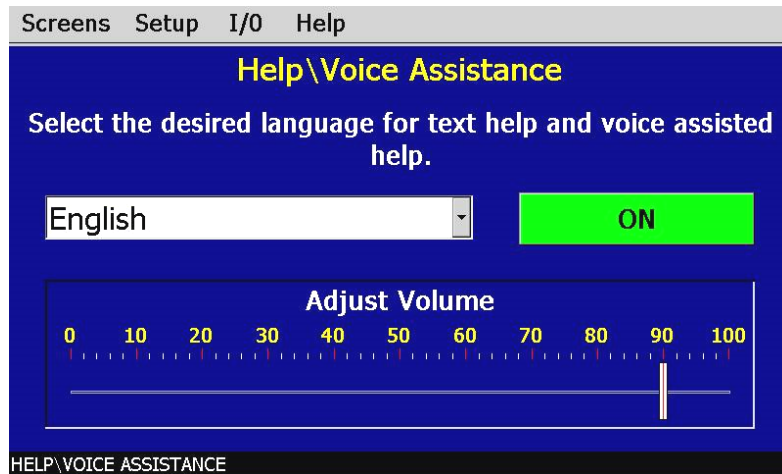 Screens Setup I/0 Help
Help\Voice Assistance
Select the desired language for text help and voice assisted
help.
English ON
Adjust Volume
0 10 20 30 40 50 60 70 80 90 100
HELP\VOICE ASSISTANCE